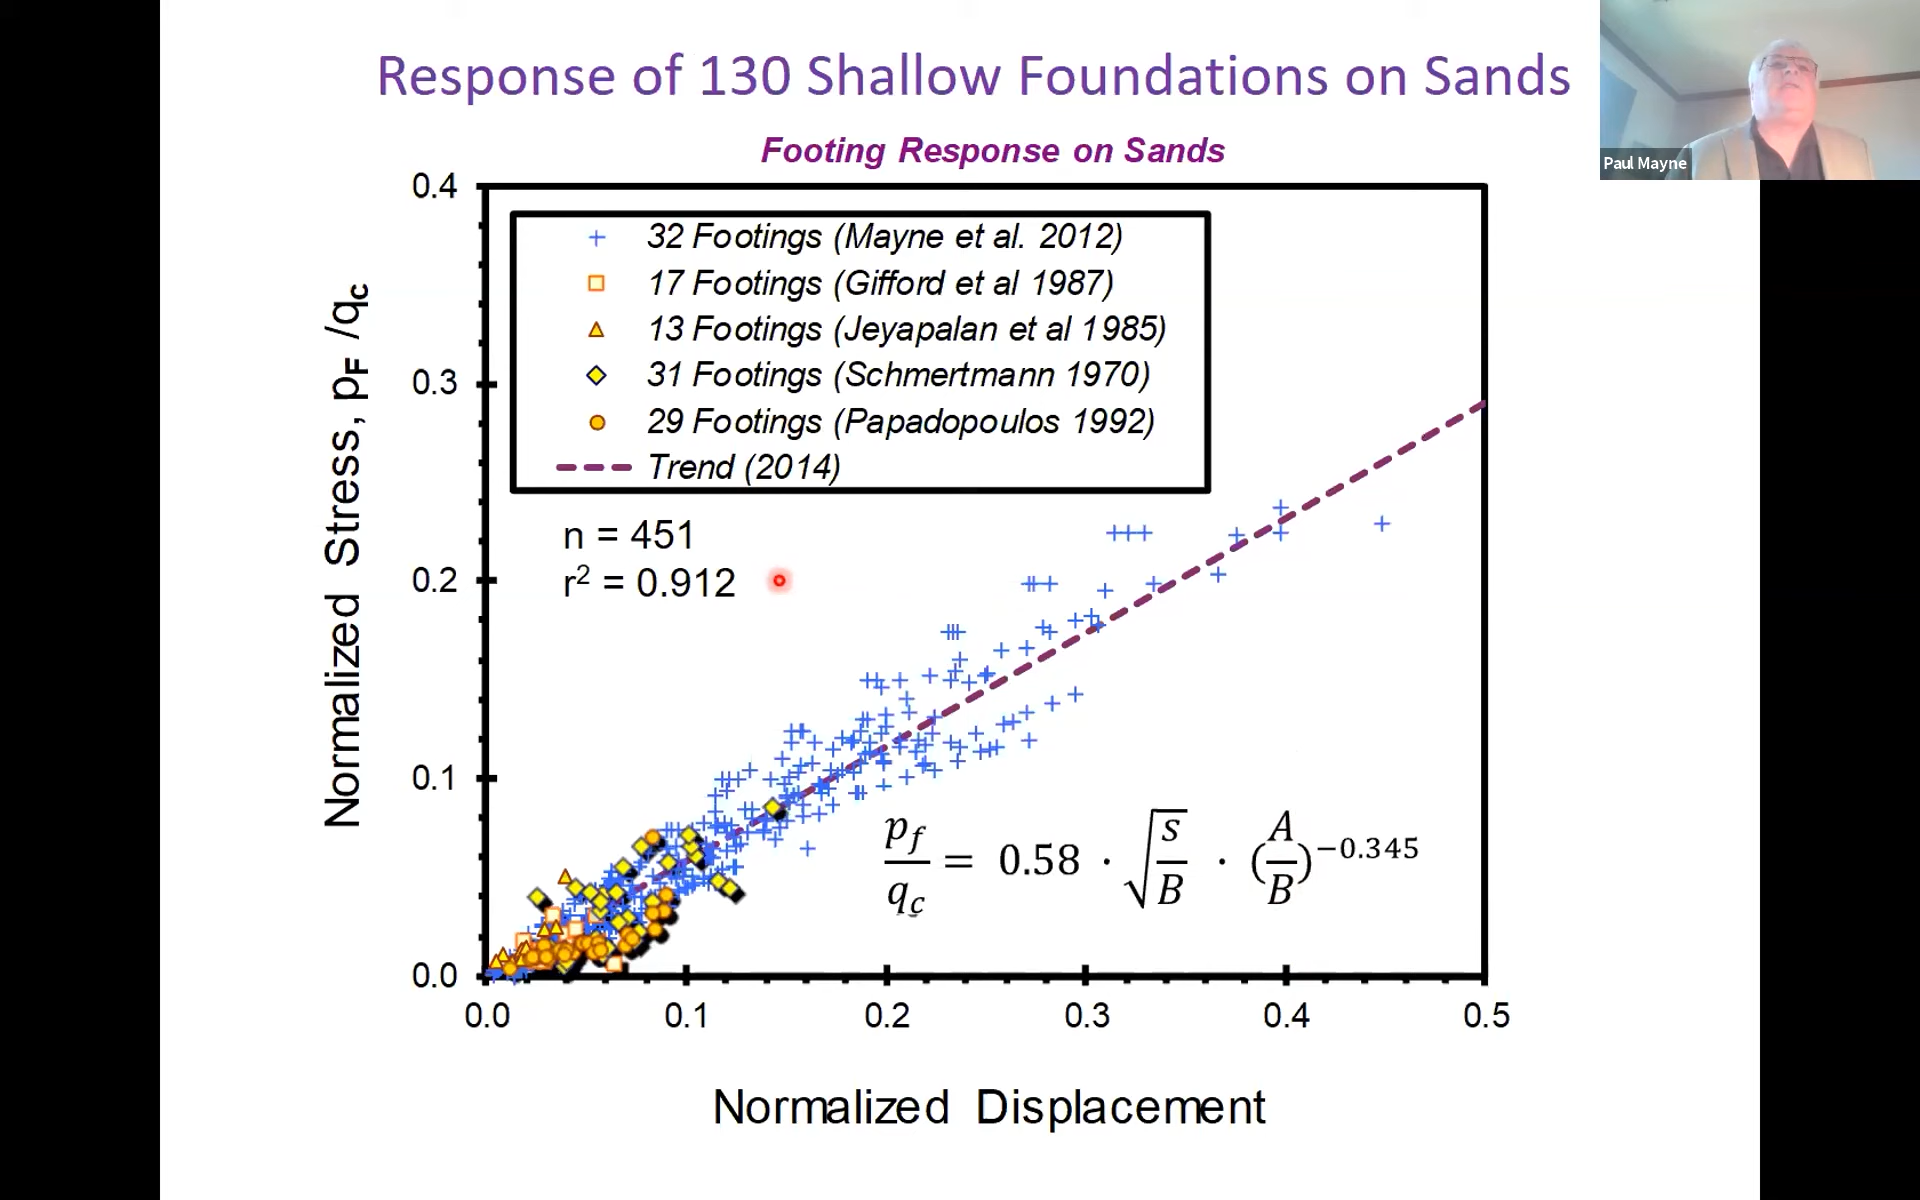 Response of 130 Shallow Foundations on Sands
Paul Mayne
Footing Response on Sands
Normalized Stress, pF /qc
0.4
0.3
0.2
0.1
0.0
32 Footings (Mayne et al. 2012)
17 Footings (Gifford et al 1987)
13 Footings (Jeyapalan et al 1985)
31 Footings (Schmertmann 1970)
29 Footings (Papadopoulos 1992)
Trend (2014)
n = 451
r² = 0.912
p_f/q_c = 0.58 · √(s/B) · (A/B)^−0.345
0.0 0.1 0.2 0.3 0.4 0.5
Normalized Displacement